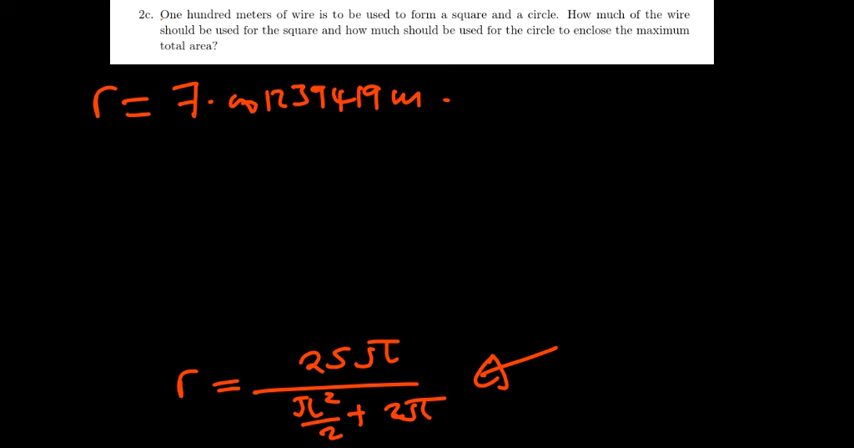 2c. One hundred meters of wire is to be used to form a square and a circle. How much of the wire
should be used for the square and how much should be used for the circle to enclose the maximum
total area?
r = 7.001239419m.
r = 25π / (π²/2 + 2π)